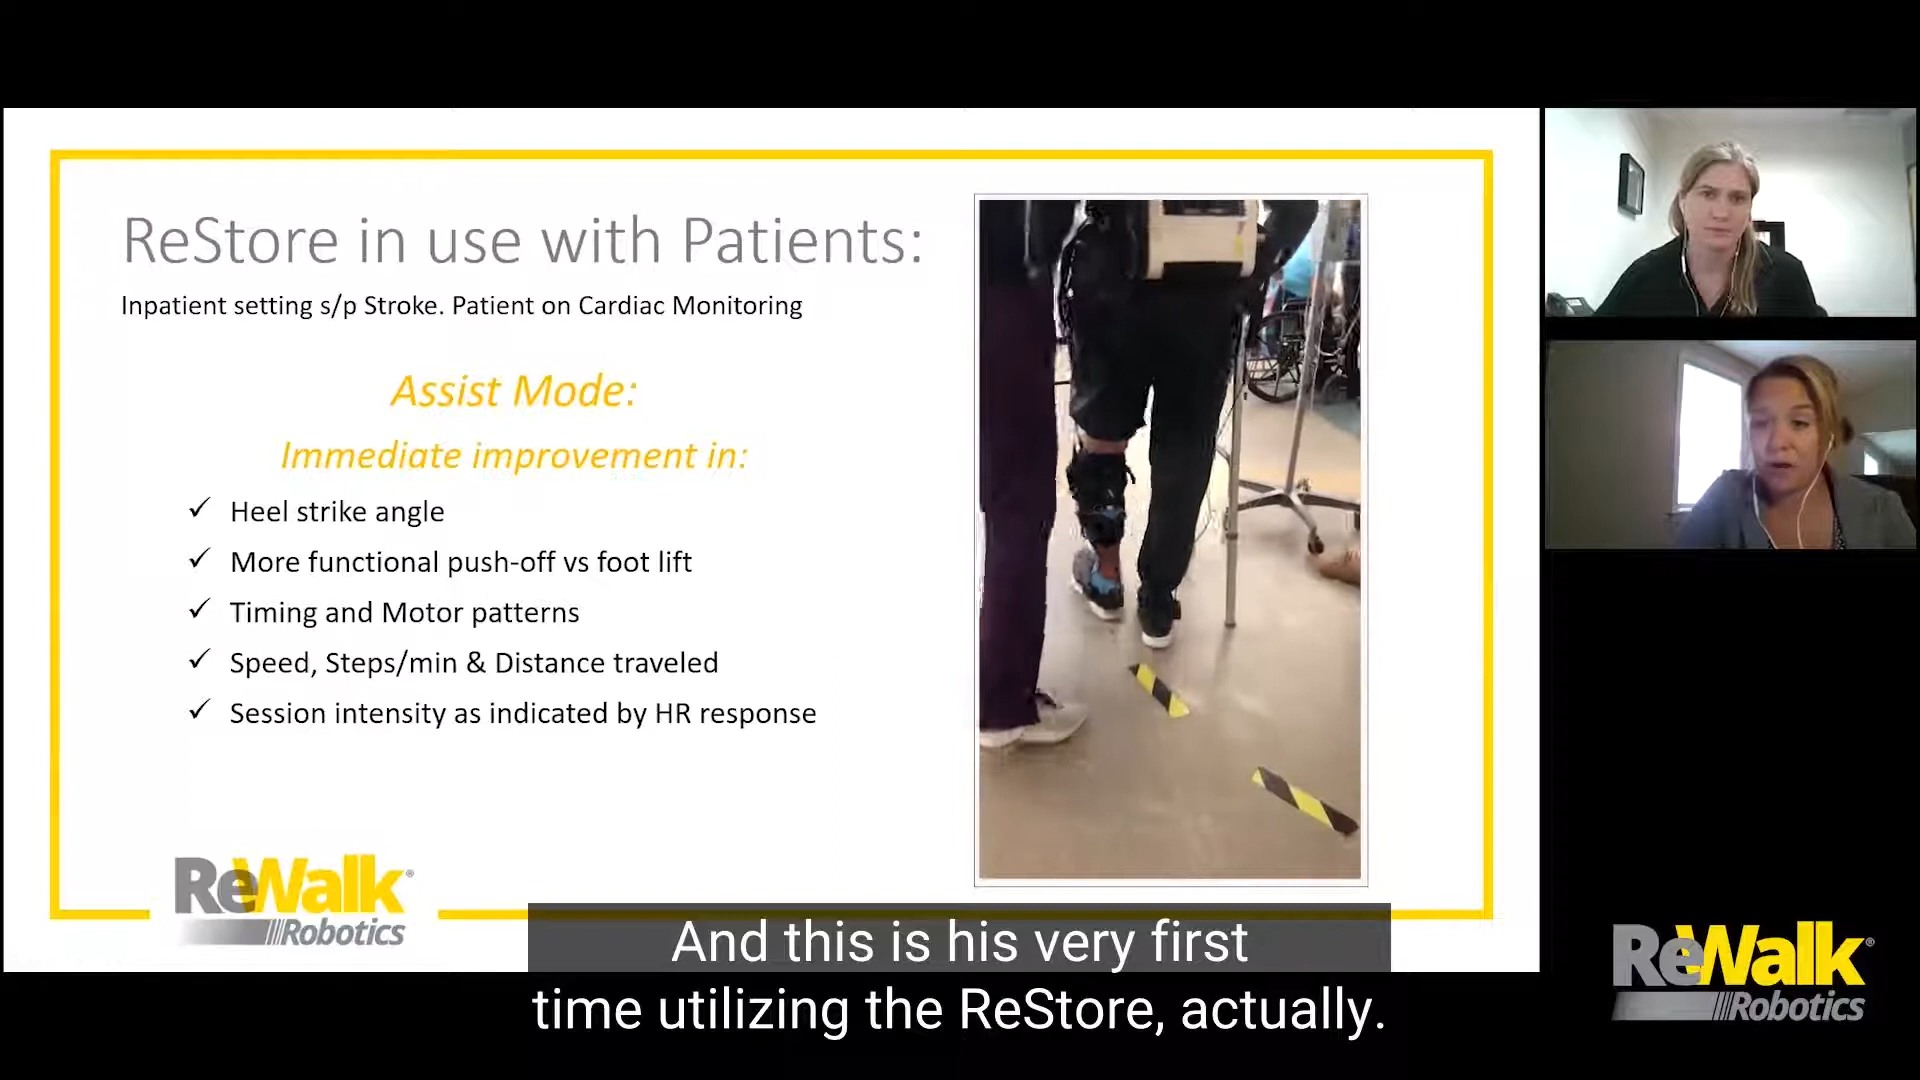 ReStore in use with Patients:
Inpatient setting s/p Stroke. Patient on Cardiac Monitoring
Assist Mode:
Immediate improvement in:
✓ Heel strike angle
✓ More functional push-off vs foot lift
✓ Timing and Motor patterns
✓ Speed, Steps/min & Distance traveled
✓ Session intensity as indicated by HR response
ReWalk®
Robotics
And this is his very first
time utilizing the ReStore, actually.
ReWalk®
Robotics